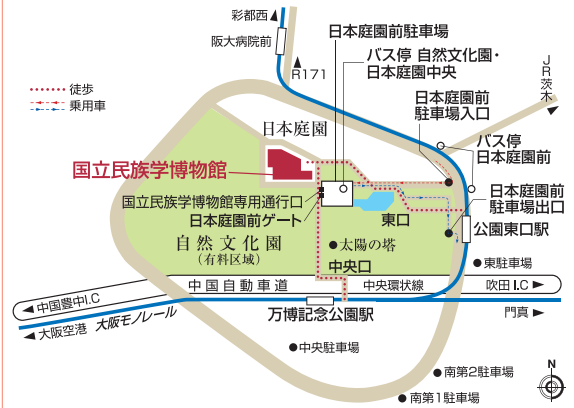 彩都西▲
阪大病院前
R171
日本庭園前駐車場
バス停 自然文化園・
日本庭園中央
JR茨木
徒歩
乗用車
日本庭園前
駐車場入口
日本庭園
バス停
日本庭園前
国立民族学博物館
国立民族学博物館専用通行口
日本庭園前ゲート
日本庭園前
駐車場出口
東口
公園東口駅
自然文化園
(有料区域)
●太陽の塔
中央口
●東駐車場
中国自動車道
中央環状線
吹田I.C▶
◀中国豊中I.C
万博記念公園駅
門真▶
◀大阪空港 大阪モノレール
●中央駐車場
●南第2駐車場
●南第1駐車場
N